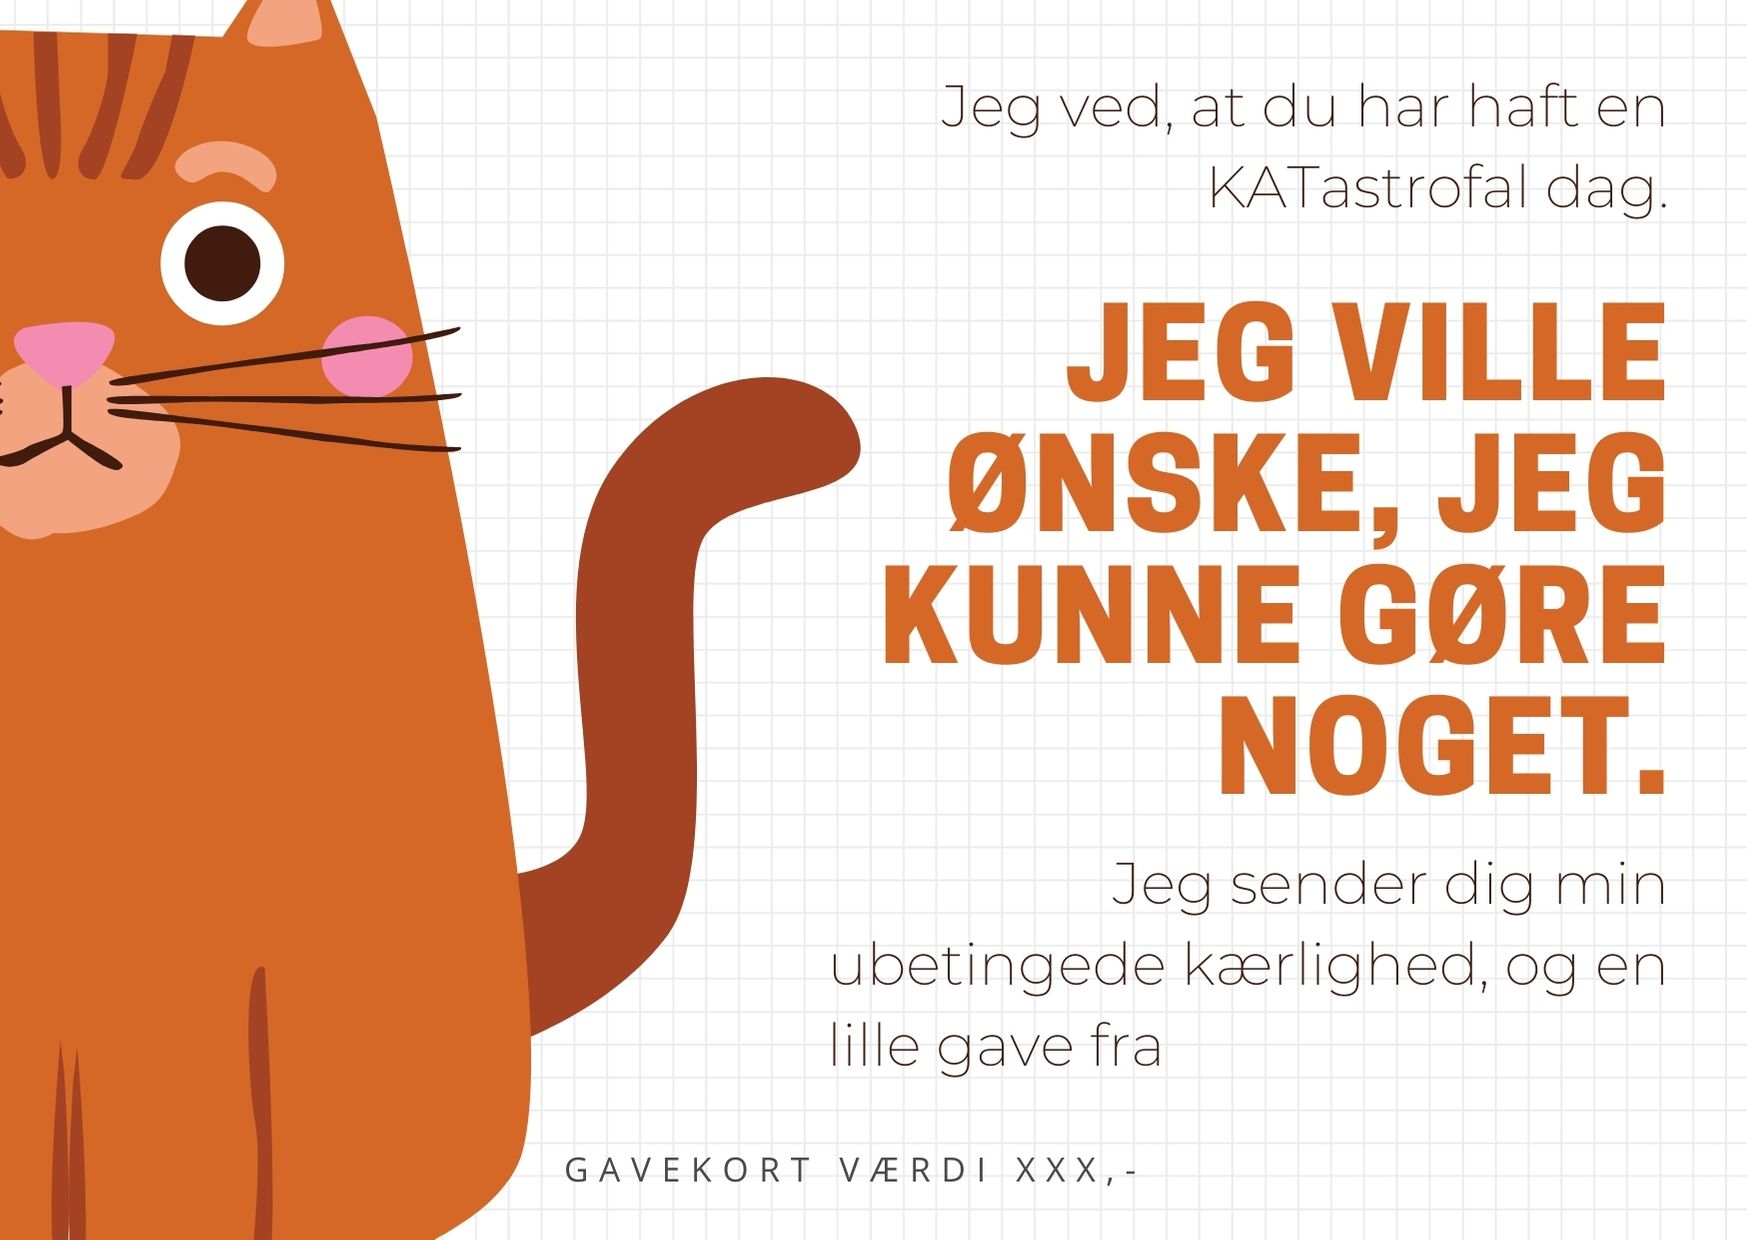 Jeg ved, at du har haft en
KATastrofal dag.
JEG VILLE
ØNSKE, JEG
KUNNE GØRE
NOGET.
Jeg sender dig min
ubetingede kærlighed, og en
lille gave fra
GAVEKORT VÆRDI XXX,-